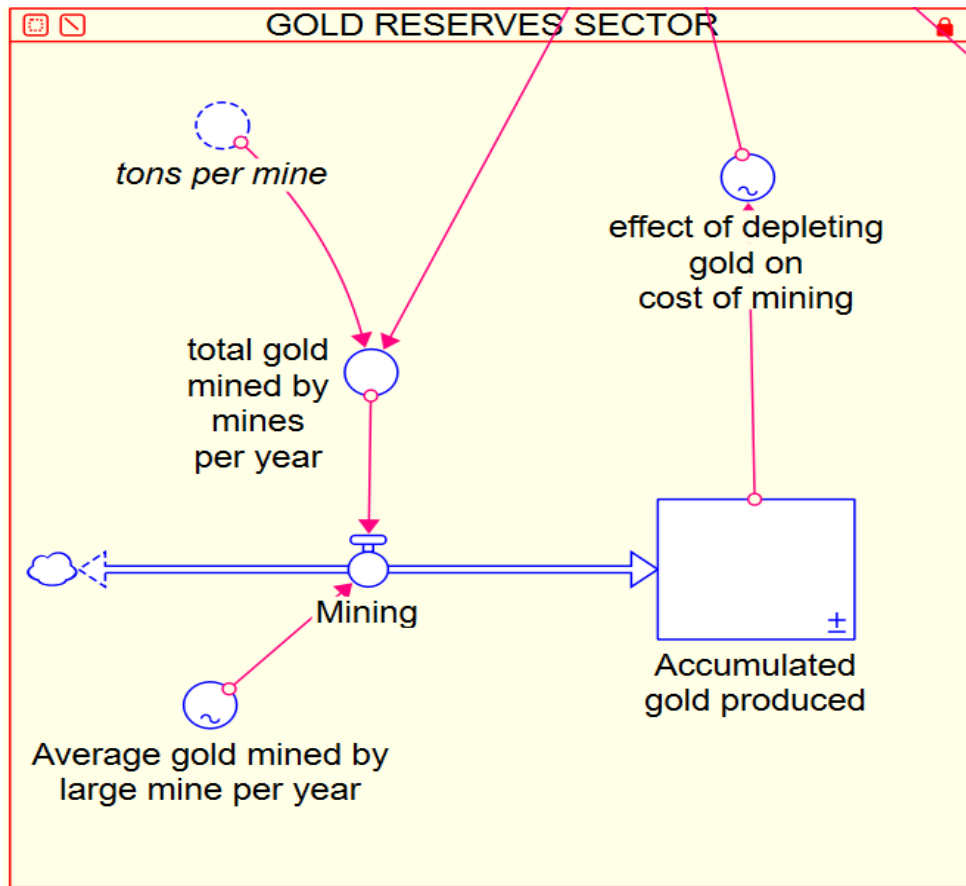 GOLD RESERVES SECTOR
tons per mine
effect of depleting
gold on
cost of mining
total gold
mined by
mines
per year
Mining
Accumulated
gold produced
Average gold mined by
large mine per year